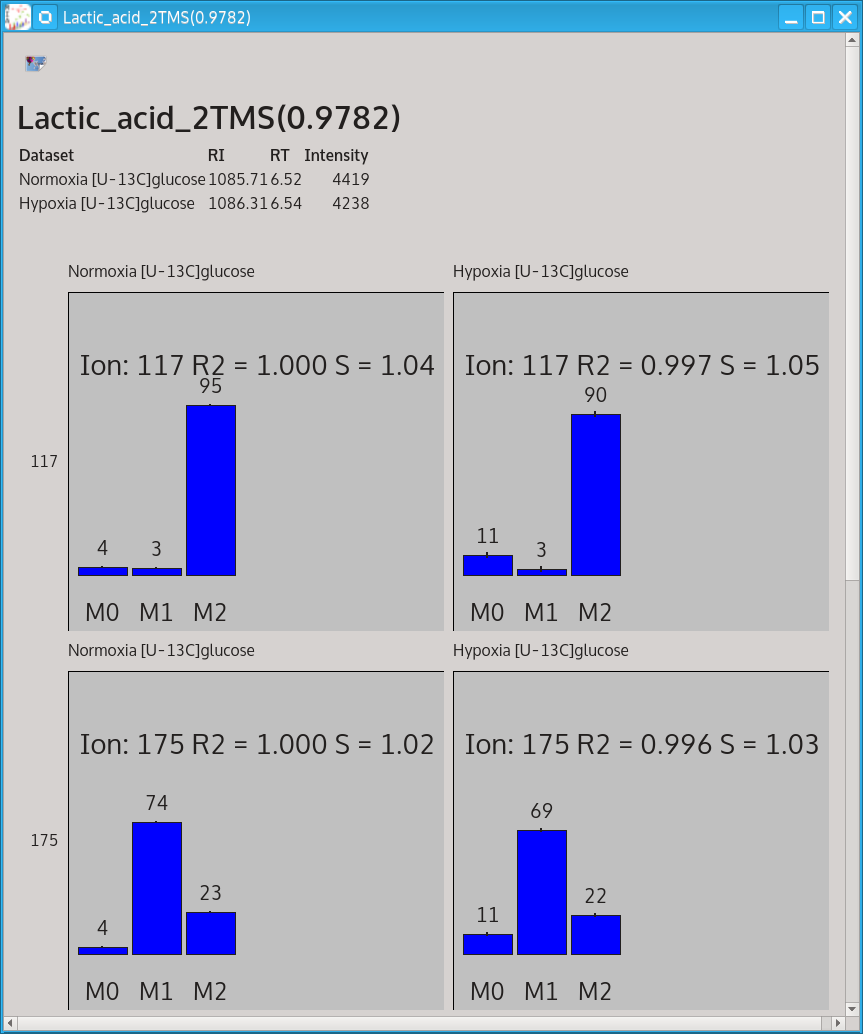 Lactic_acid_2TMS(0.9782)
Lactic_acid_2TMS(0.9782)
Dataset RI RT Intensity
Normoxia [U-13C]glucose 1085.71 6.52 4419
Hypoxia [U-13C]glucose 1086.31 6.54 4238
Normoxia [U-13C]glucose Hypoxia [U-13C]glucose
Ion: 117 R2 = 1.000 S = 1.04 Ion: 117 R2 = 0.997 S = 1.05
95 90
117
4 3 11 3
M0 M1 M2 M0 M1 M2
Normoxia [U-13C]glucose Hypoxia [U-13C]glucose
Ion: 175 R2 = 1.000 S = 1.02 Ion: 175 R2 = 0.996 S = 1.03
74 69
175
23 22
4 11
M0 M1 M2 M0 M1 M2